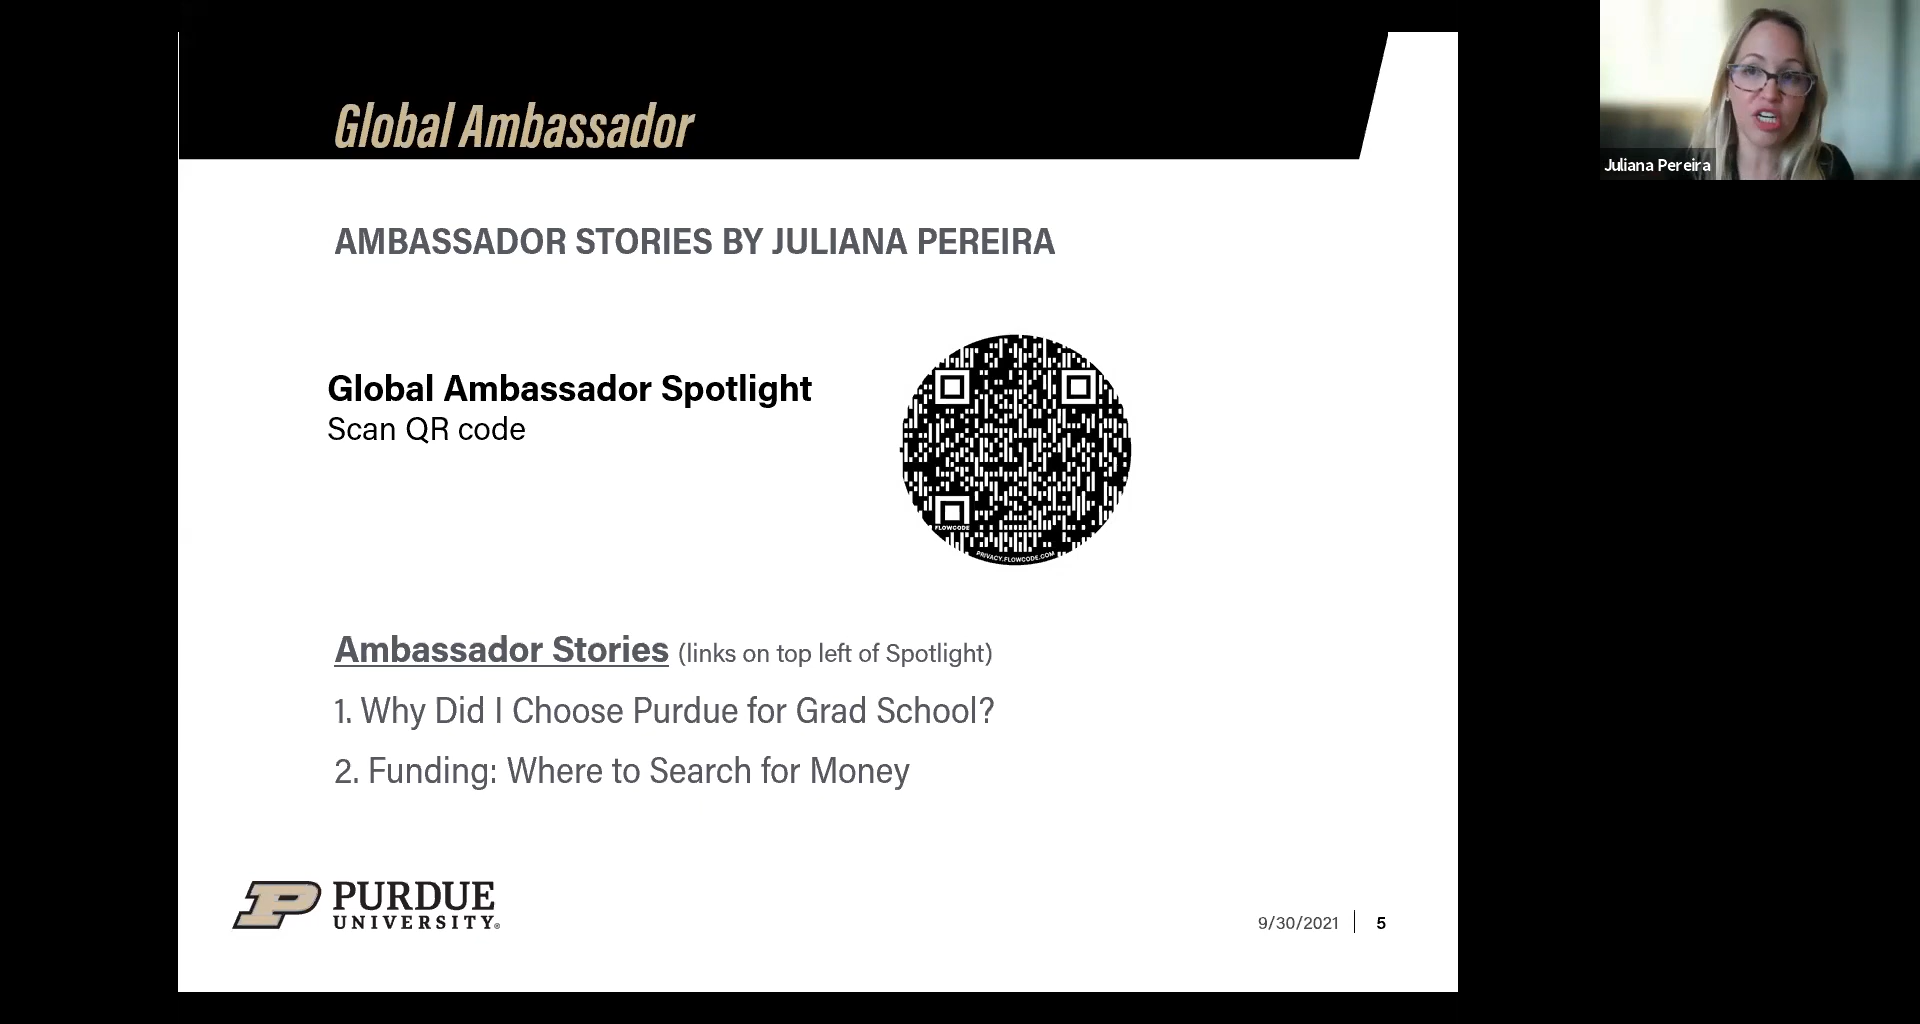 Global Ambassador
Juliana Pereira
AMBASSADOR STORIES BY JULIANA PEREIRA
Global Ambassador Spotlight
Scan QR code
FLOWCODE
PRIVACY.FLOWCODE.COM
Ambassador Stories (links on top left of Spotlight)
1. Why Did I Choose Purdue for Grad School?
2. Funding: Where to Search for Money
P PURDUE
UNIVERSITY®
9/30/2021 | 5